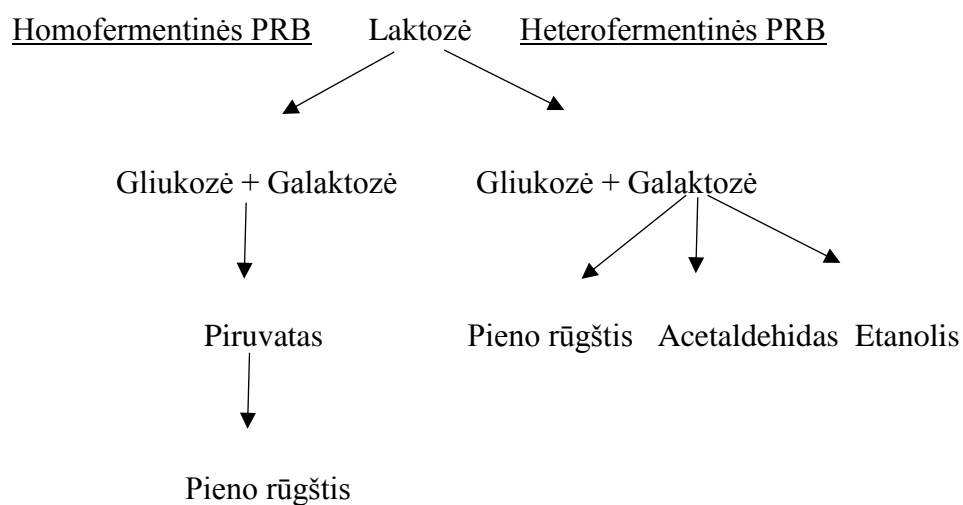 Homofermentinės PRB Laktozė Heterofermentinės PRB
Gliukozė + Galaktozė Gliukozė + Galaktozė
Piruvatas Pieno rūgštis Acetaldehidas Etanolis
Pieno rūgštis